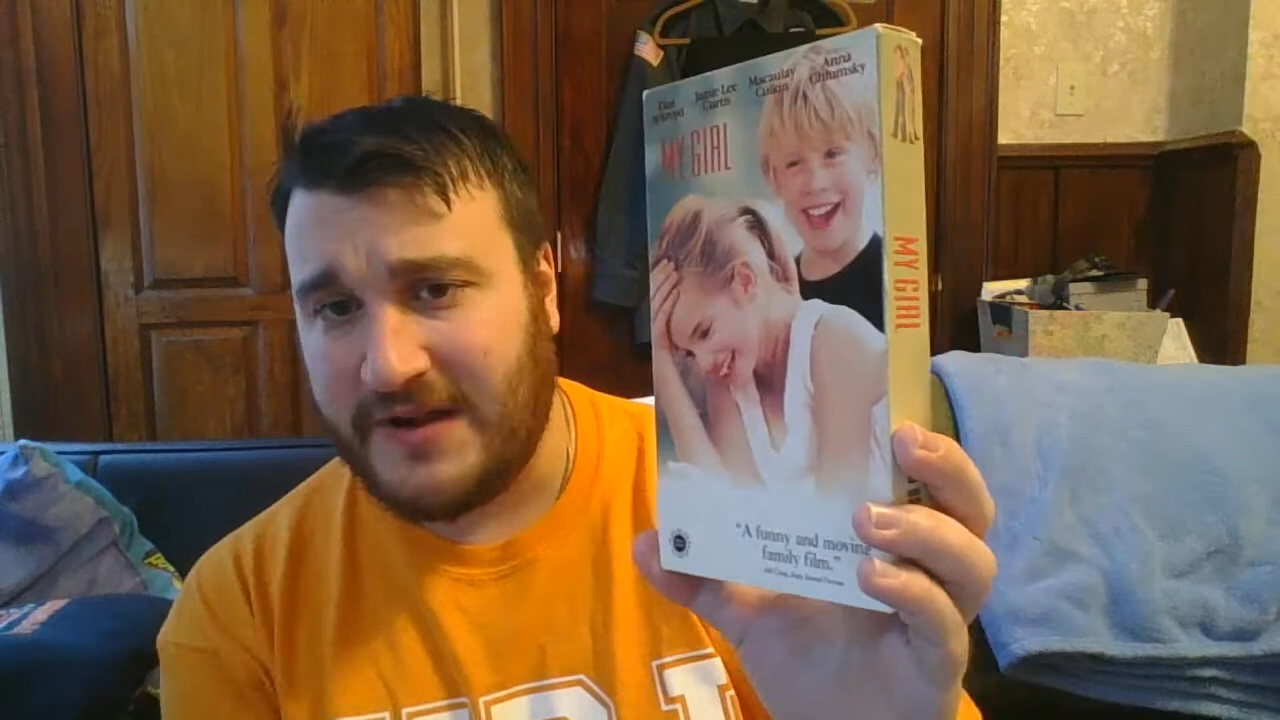 Dan Aykroyd
Jamie Lee Curtis
Macaulay Culkin
Anna Chlumsky
MY GIRL
MY GIRL
"A funny and moving
family film."